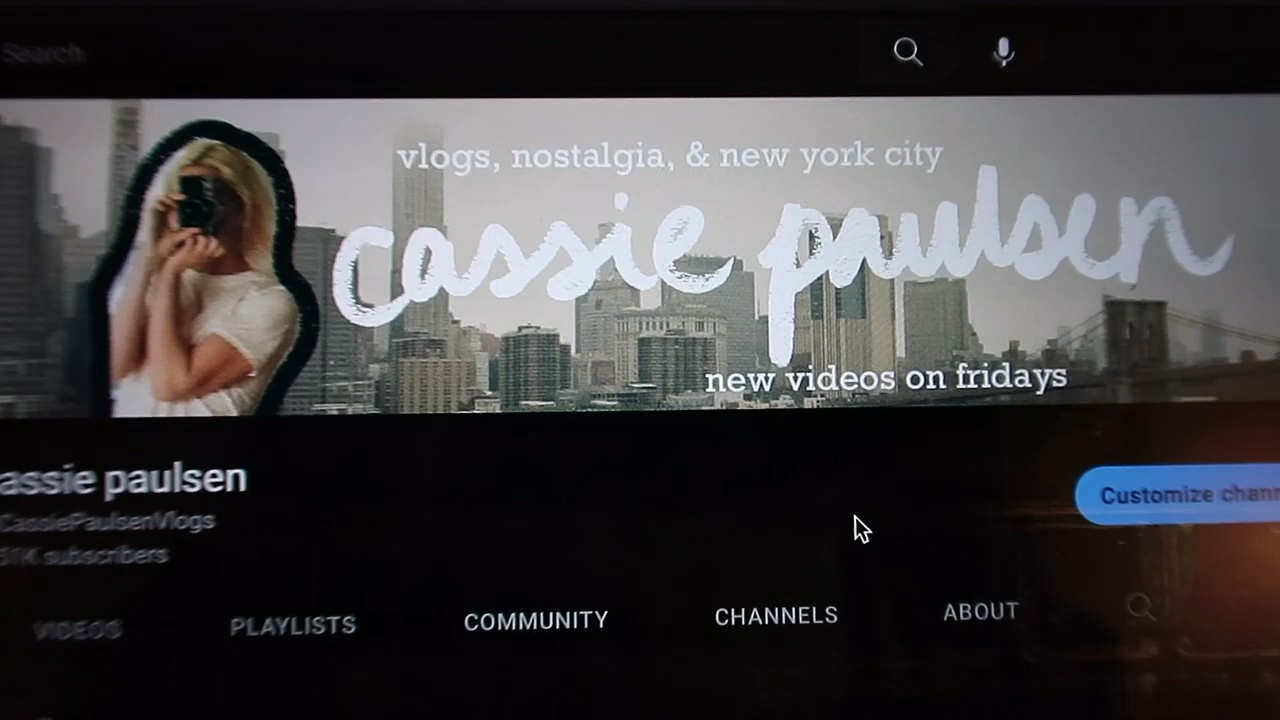 Search
vlogs, nostalgia, & new york city
cassie paulsen
new videos on fridays
assie paulsen
CassiePaulsenVlogs
51K subscribers
Customize chann
VIDEOS
PLAYLISTS
COMMUNITY
CHANNELS
ABOUT